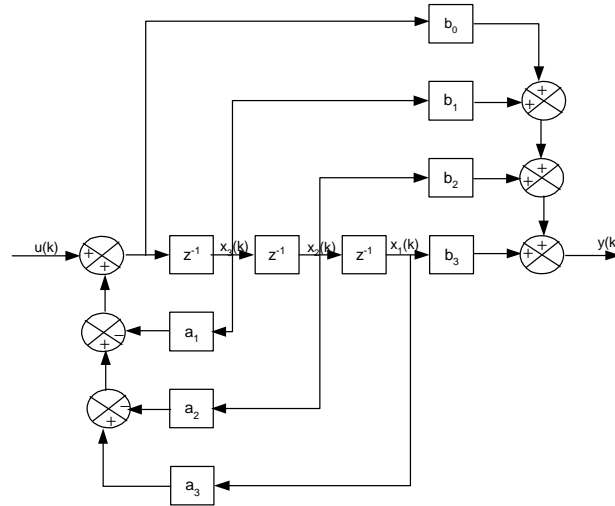 b₀
+
+
b₁
+
+
b₂
+
u(k)
+
+
z⁻¹
x₃(k)
z⁻¹
x₂(k)
z⁻¹
x₁(k)
b₃
+
+
y(k
a₁
−
+
a₂
−
+
a₃